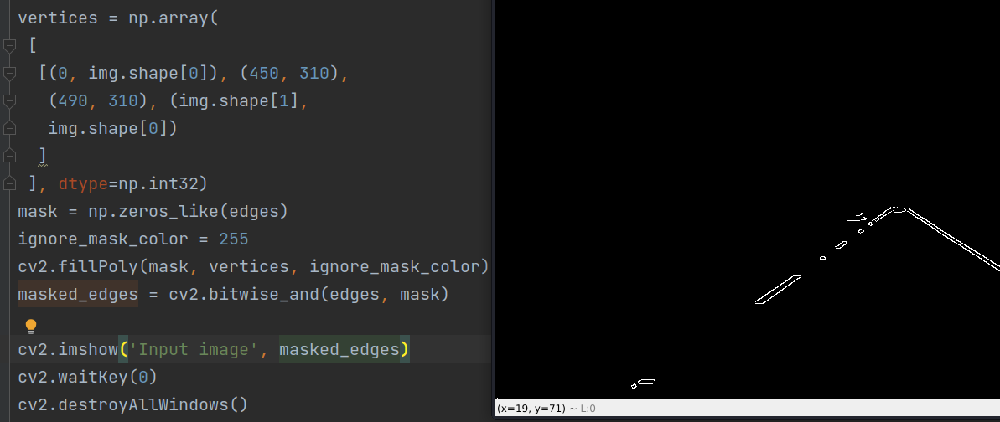 vertices = np.array(
[
[(0, img.shape[0]), (450, 310),
(490, 310), (img.shape[1],
img.shape[0])
]
], dtype=np.int32)
mask = np.zeros_like(edges)
ignore_mask_color = 255
cv2.fillPoly(mask, vertices, ignore_mask_color)
masked_edges = cv2.bitwise_and(edges, mask)
cv2.imshow('Input image', masked_edges)
cv2.waitKey(0)
cv2.destroyAllWindows()
(x=19, y=71) ~ L:0